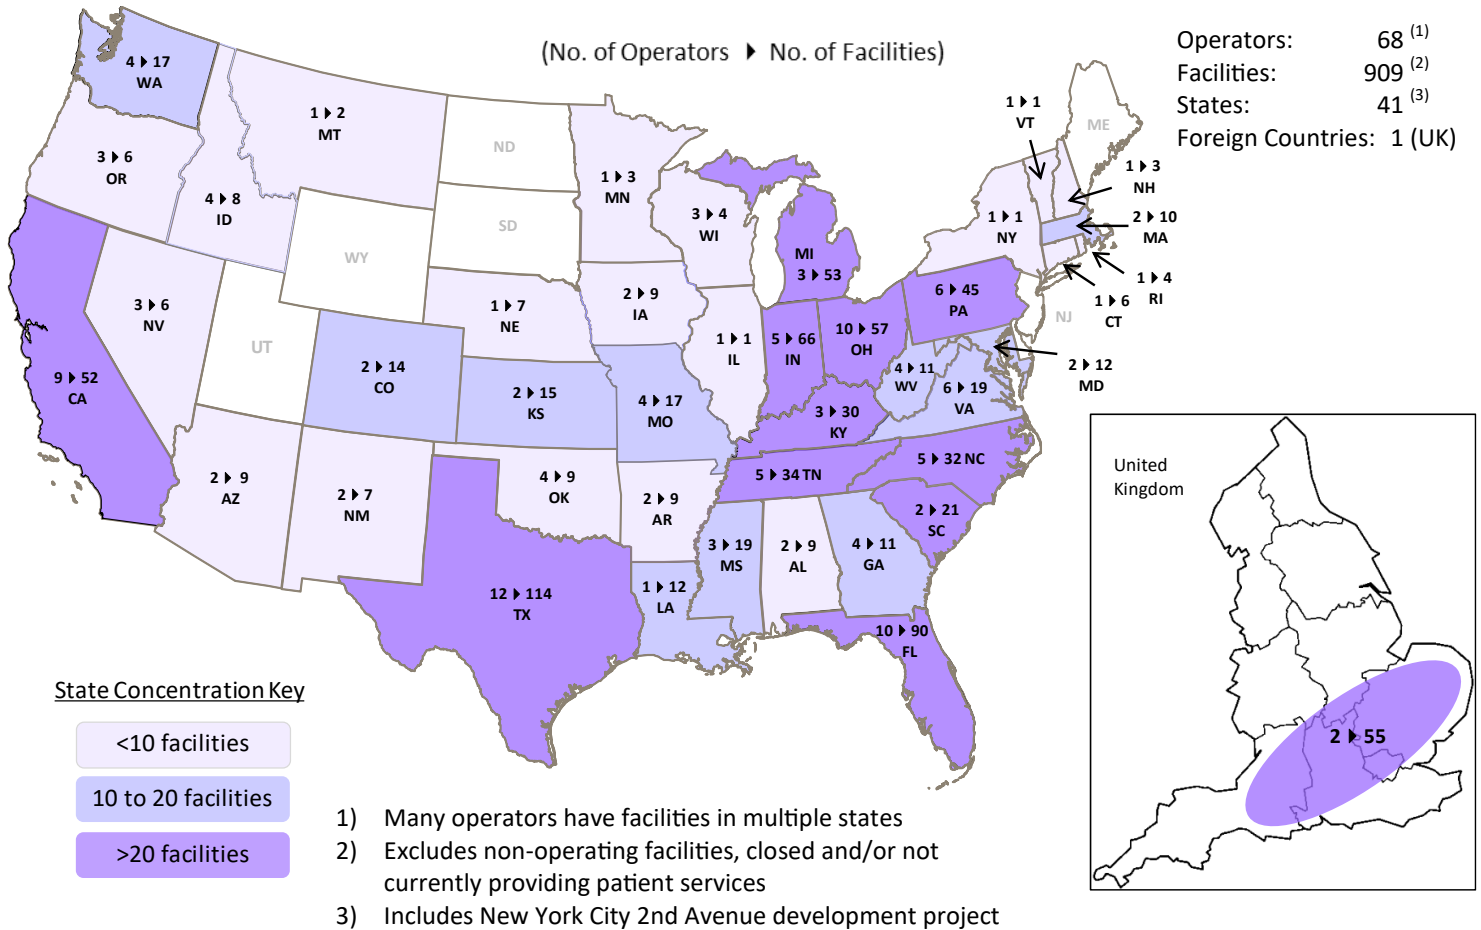 (No. of Operators ▶ No. of Facilities)
Operators: 68 (1)
Facilities: 909 (2)
States: 41 (3)
Foreign Countries: 1 (UK)
4 ▶ 17
WA
3 ▶ 6
OR
4 ▶ 8
ID
1 ▶ 2
MT
ND
SD
WY
1 ▶ 3
MN
3 ▶ 4
WI
MI
3 ▶ 53
1 ▶ 1
VT
ME
1 ▶ 3
NH
1 ▶ 1
NY
2 ▶ 10
MA
1 ▶ 4
RI
1 ▶ 6
CT
NJ
6 ▶ 45
PA
2 ▶ 12
MD
9 ▶ 52
CA
3 ▶ 6
NV
UT
2 ▶ 14
CO
1 ▶ 7
NE
2 ▶ 9
IA
1 ▶ 1
IL
5 ▶ 66
IN
10 ▶ 57
OH
4 ▶ 11
WV
6 ▶ 19
VA
2 ▶ 15
KS
4 ▶ 17
MO
3 ▶ 30
KY
5 ▶ 34 TN
5 ▶ 32 NC
2 ▶ 21
SC
2 ▶ 9
AZ
2 ▶ 7
NM
4 ▶ 9
OK
2 ▶ 9
AR
12 ▶ 114
TX
1 ▶ 12
LA
3 ▶ 19
MS
2 ▶ 9
AL
4 ▶ 11
GA
10 ▶ 90
FL
United
Kingdom
2 ▶ 55
State Concentration Key
<10 facilities
10 to 20 facilities
>20 facilities
1) Many operators have facilities in multiple states
2) Excludes non-operating facilities, closed and/or not
currently providing patient services
3) Includes New York City 2nd Avenue development project